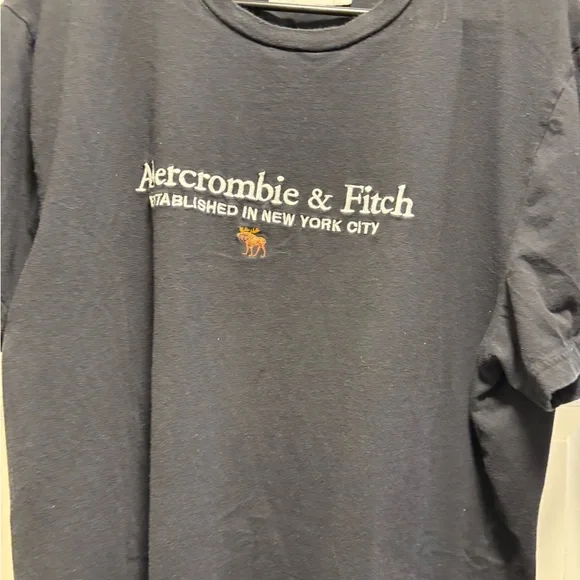 Abercrombie & Fitch
ESTABLISHED IN NEW YORK CITY